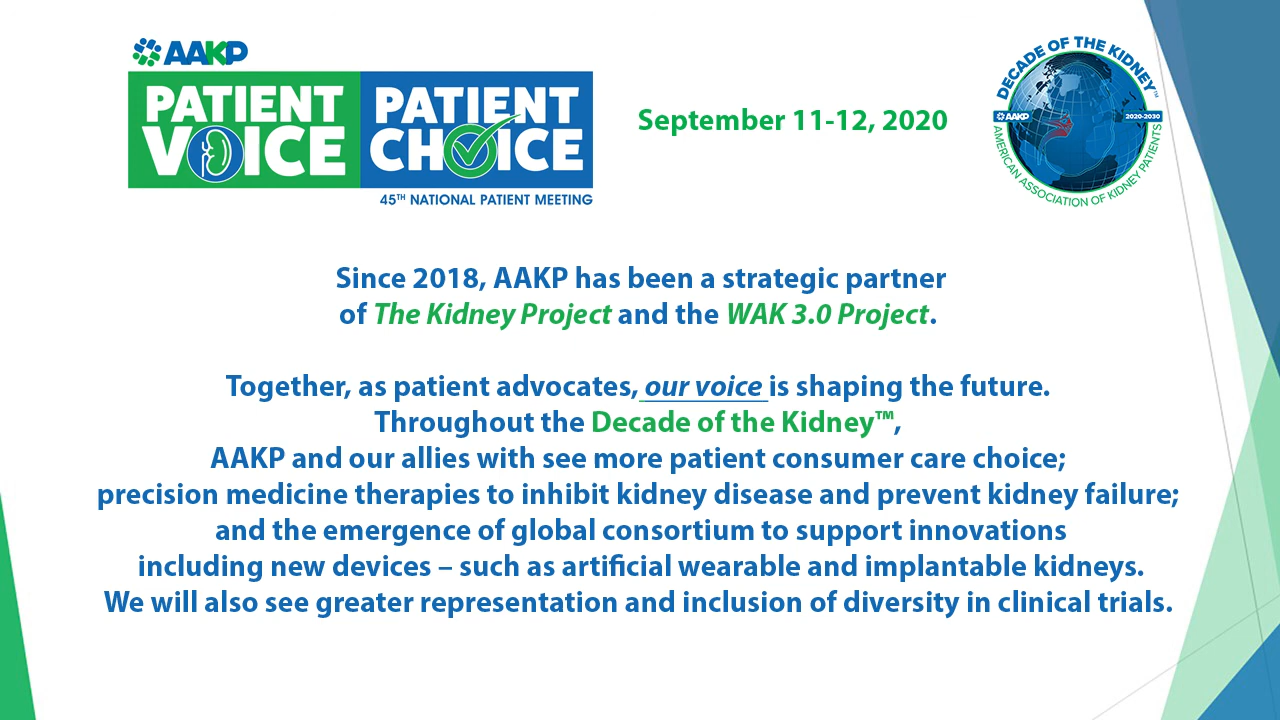 AAKP
PATIENT VOICE
PATIENT CHOICE
45TH NATIONAL PATIENT MEETING
September 11-12, 2020
DECADE OF THE KIDNEY™
AAKP
2020-2030
AMERICAN ASSOCIATION OF KIDNEY PATIENTS
Since 2018, AAKP has been a strategic partner
of The Kidney Project and the WAK 3.0 Project.
Together, as patient advocates, our voice is shaping the future.
Throughout the Decade of the Kidney™,
AAKP and our allies with see more patient consumer care choice;
precision medicine therapies to inhibit kidney disease and prevent kidney failure;
and the emergence of global consortium to support innovations
including new devices – such as artificial wearable and implantable kidneys.
We will also see greater representation and inclusion of diversity in clinical trials.